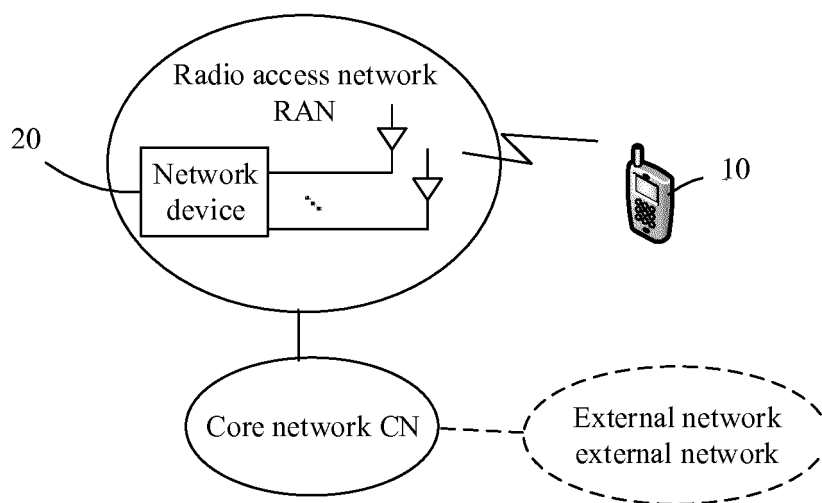 Radio access network
RAN
20
Network
device
10
Core network CN
External network
external network